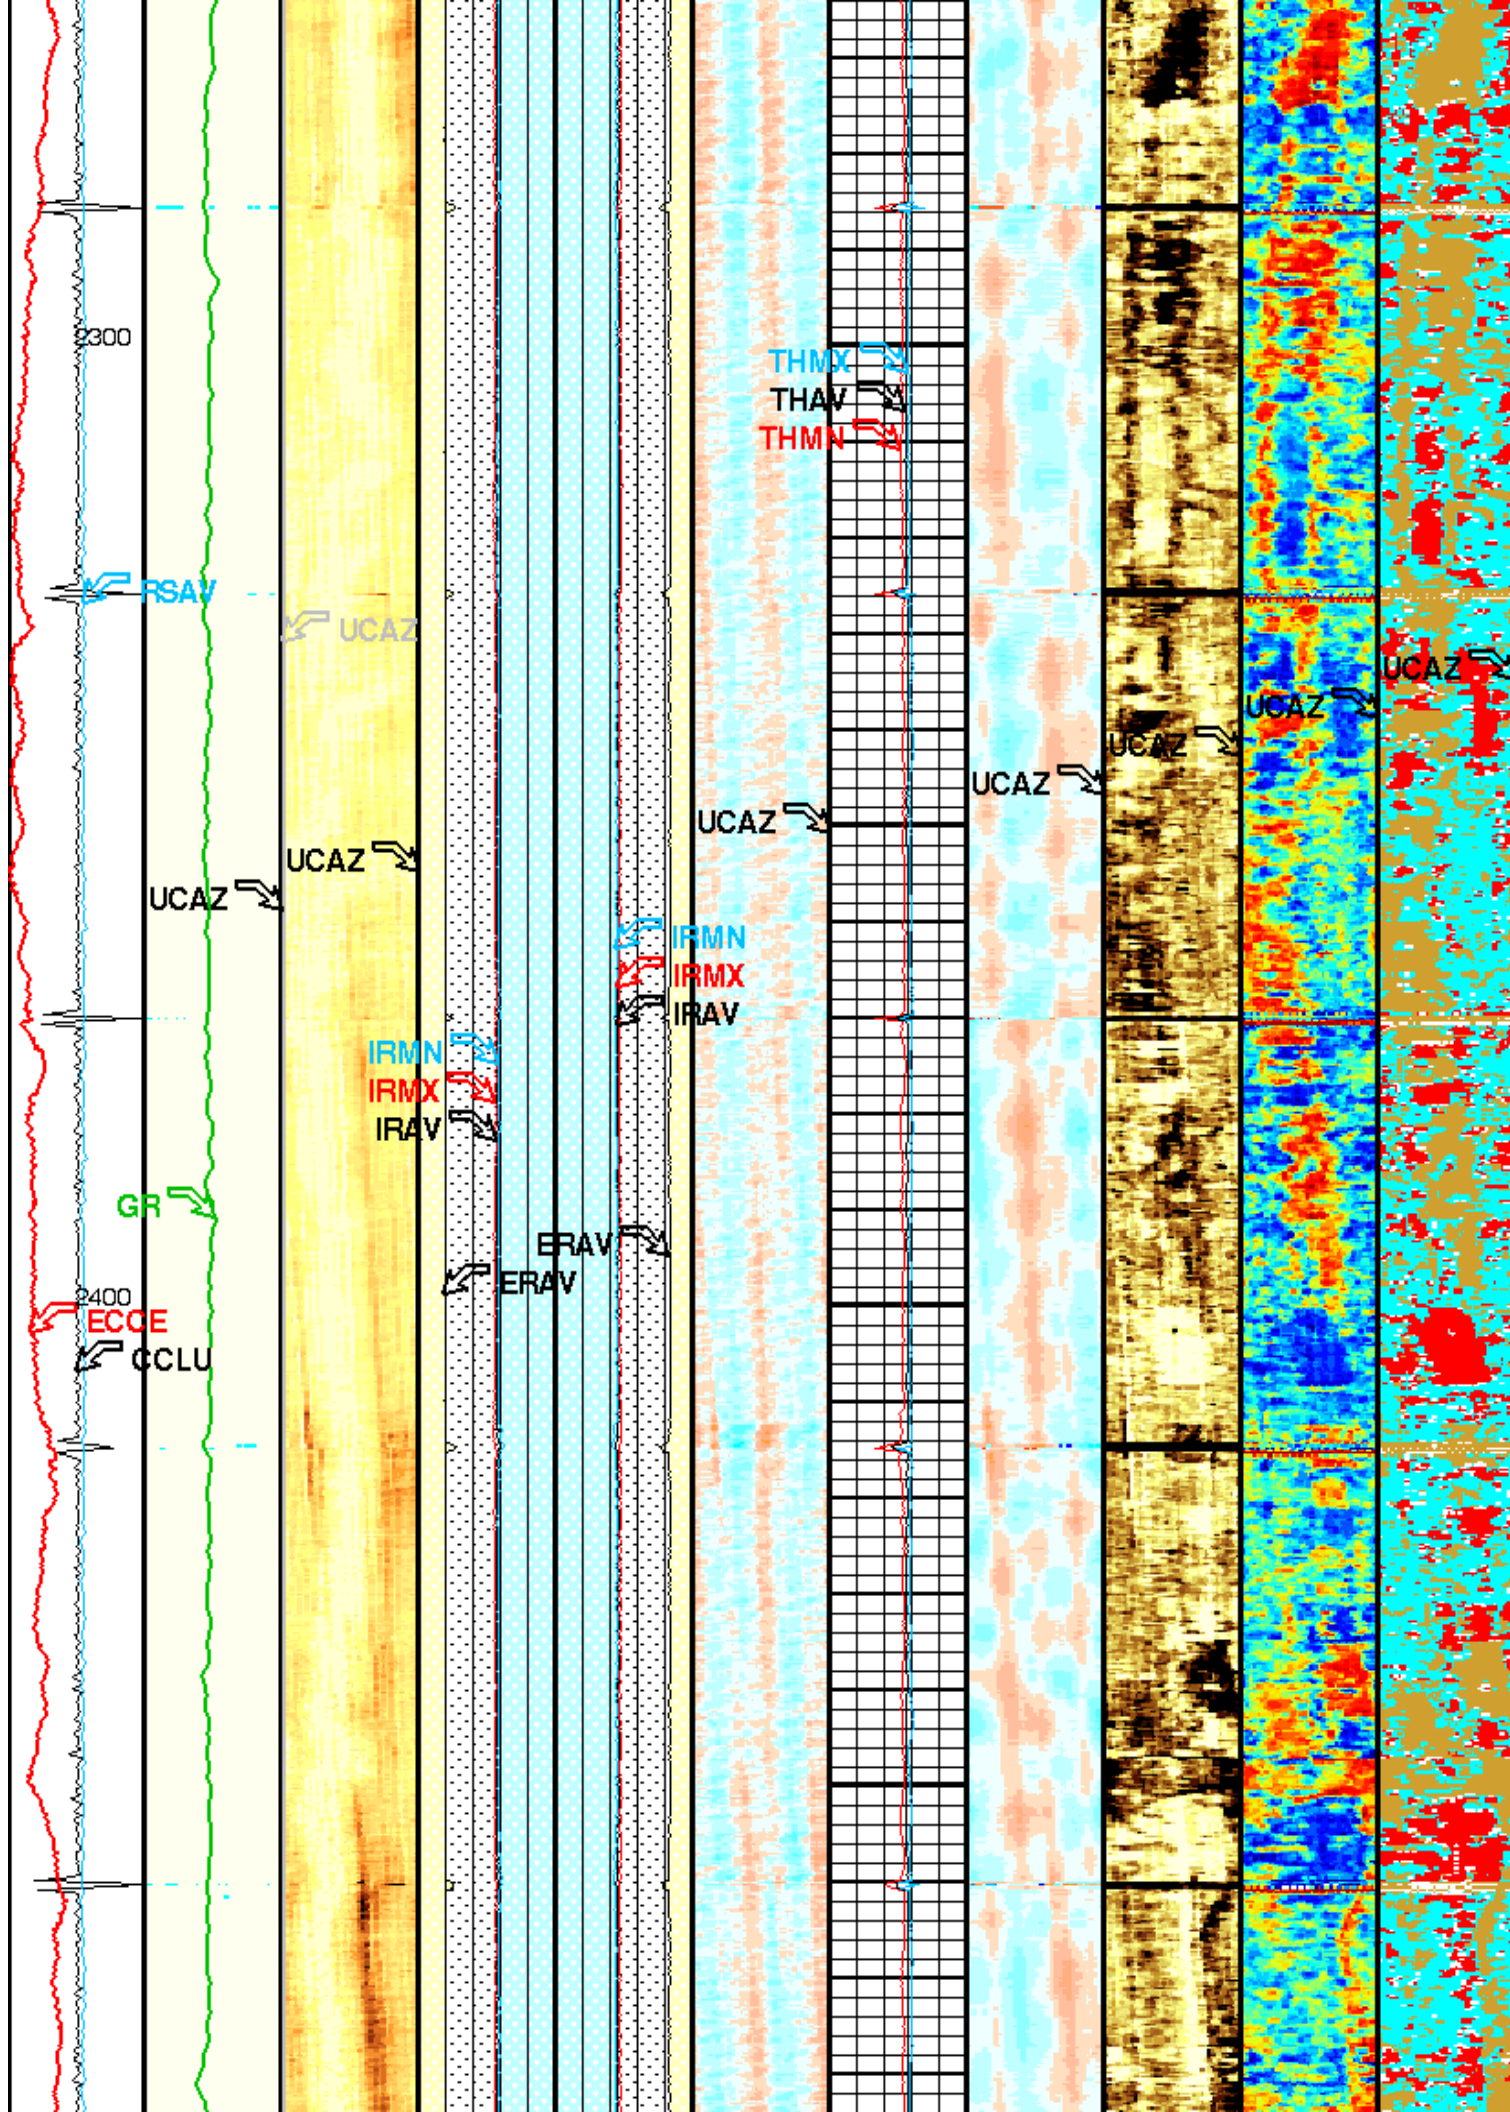 2300
THMX
THAV
THMN
RSAV
UCAZ
UCAZ
UCAZ
UCAZ
UCAZ
UCAZ
UCAZ
UCAZ
IRMN
IRMX
IRAV
IRMN
IRMX
IRAV
GR
ERAV
ERAV
2400
ECCE
CCLU